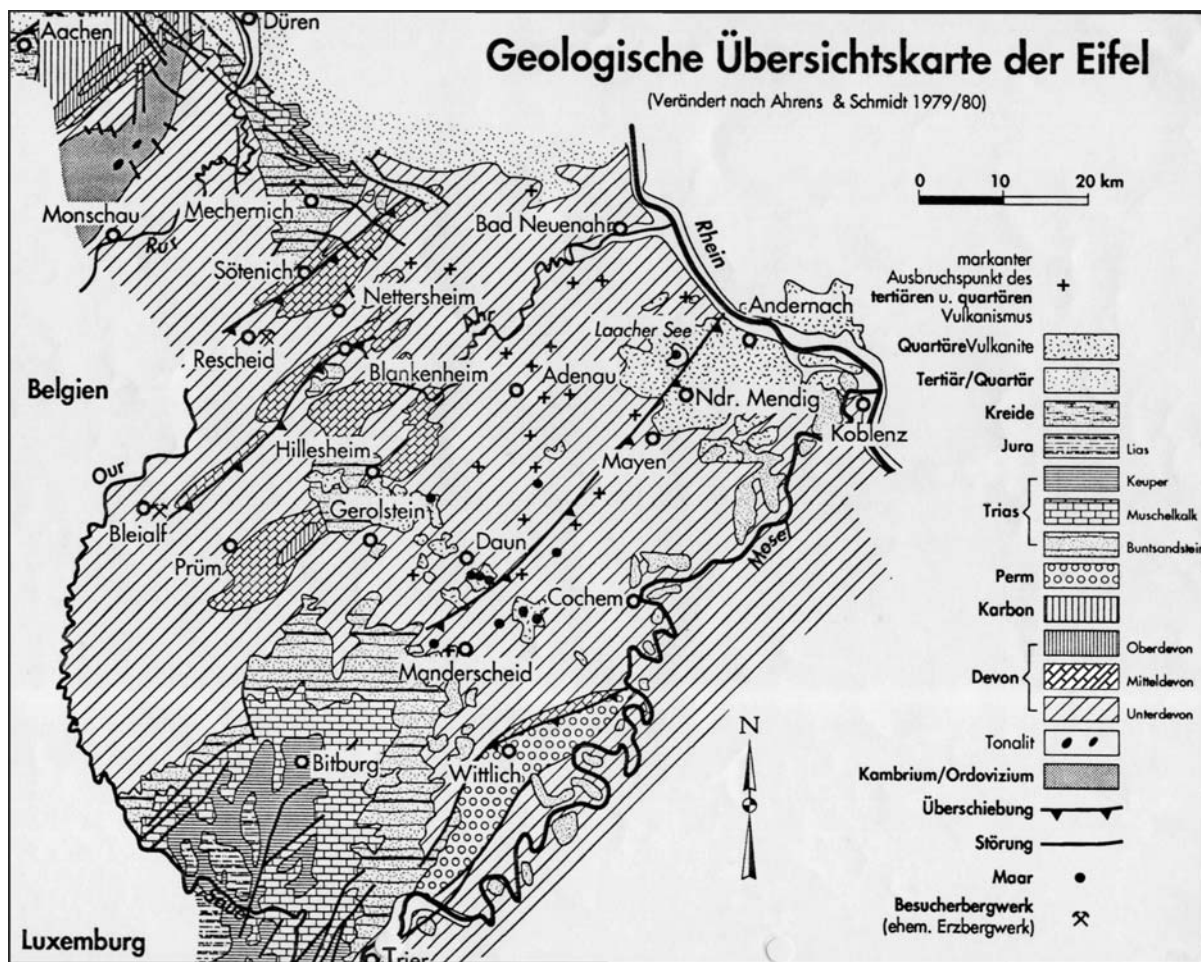 Geologische Übersichtskarte der Eifel
(Verändert nach Ahrens & Schmidt 1979/80)
Aachen
Düren
Monschau
Rur
Mechernich
Sötenich
Nettersheim
Rescheid
Blankenheim
Bad Neuenahr
Ahr
Rhein
Andernach
Laacher See
Adenau
Ndr. Mendig
Koblenz
Mayen
Belgien
Our
Hillesheim
Gerolstein
Bleialf
Prüm
Daun
Mosel
Cochem
Manderscheid
Bitburg
Wittlich
Luxemburg
Trier
N
0 10 20 km
markanter
Ausbruchspunkt des
tertiären u. quartären
Vulkanismus
QuartäreVulkanite
Tertiär/Quartär
Kreide
Jura
Lias
Trias
Keuper
Muschelkalk
Buntsandstein
Perm
Karbon
Devon
Oberdevon
Mitteldevon
Unterdevon
Tonalit
Kambrium/Ordovizium
Überschiebung
Störung
Maar
Besucherbergwerk
(ehem. Erzbergwerk)